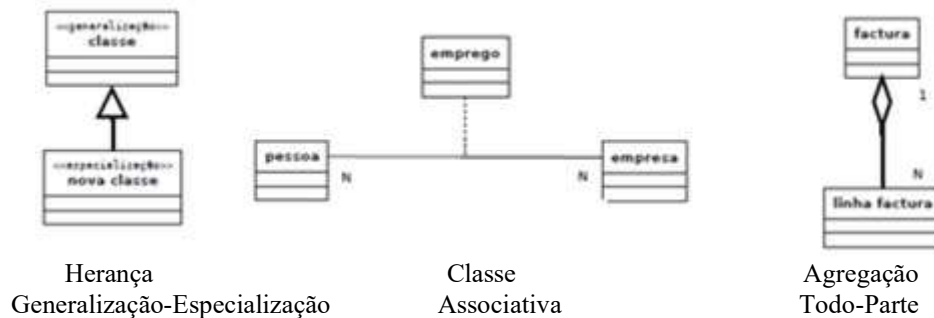 <<generalização>>
classe
<<especialização>>
nova classe
emprego
pessoa
N
N
empresa
factura
1
N
linha factura
Herança
Generalização-Especialização
Classe
Associativa
Agregação
Todo-Parte